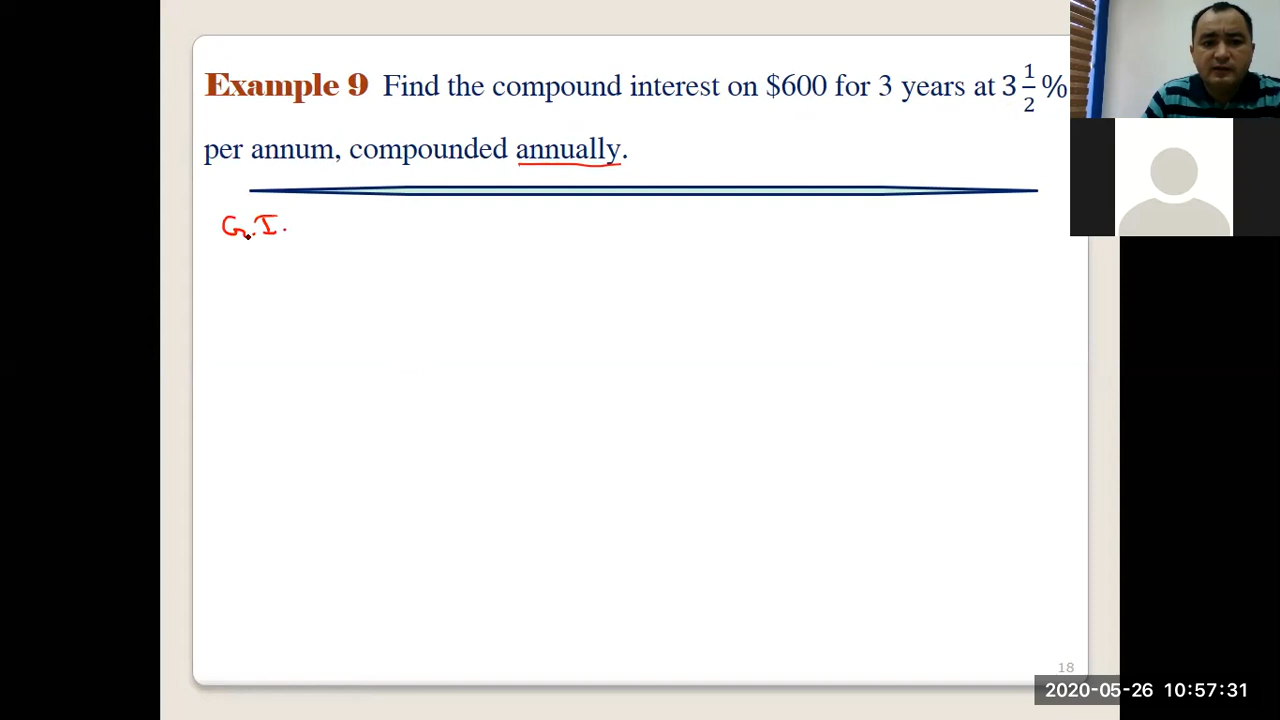 Example 9 Find the compound interest on $600 for 3 years at 3 1/2 %
per annum, compounded annually.
G.I.
18
2020-05-26 10:57:31